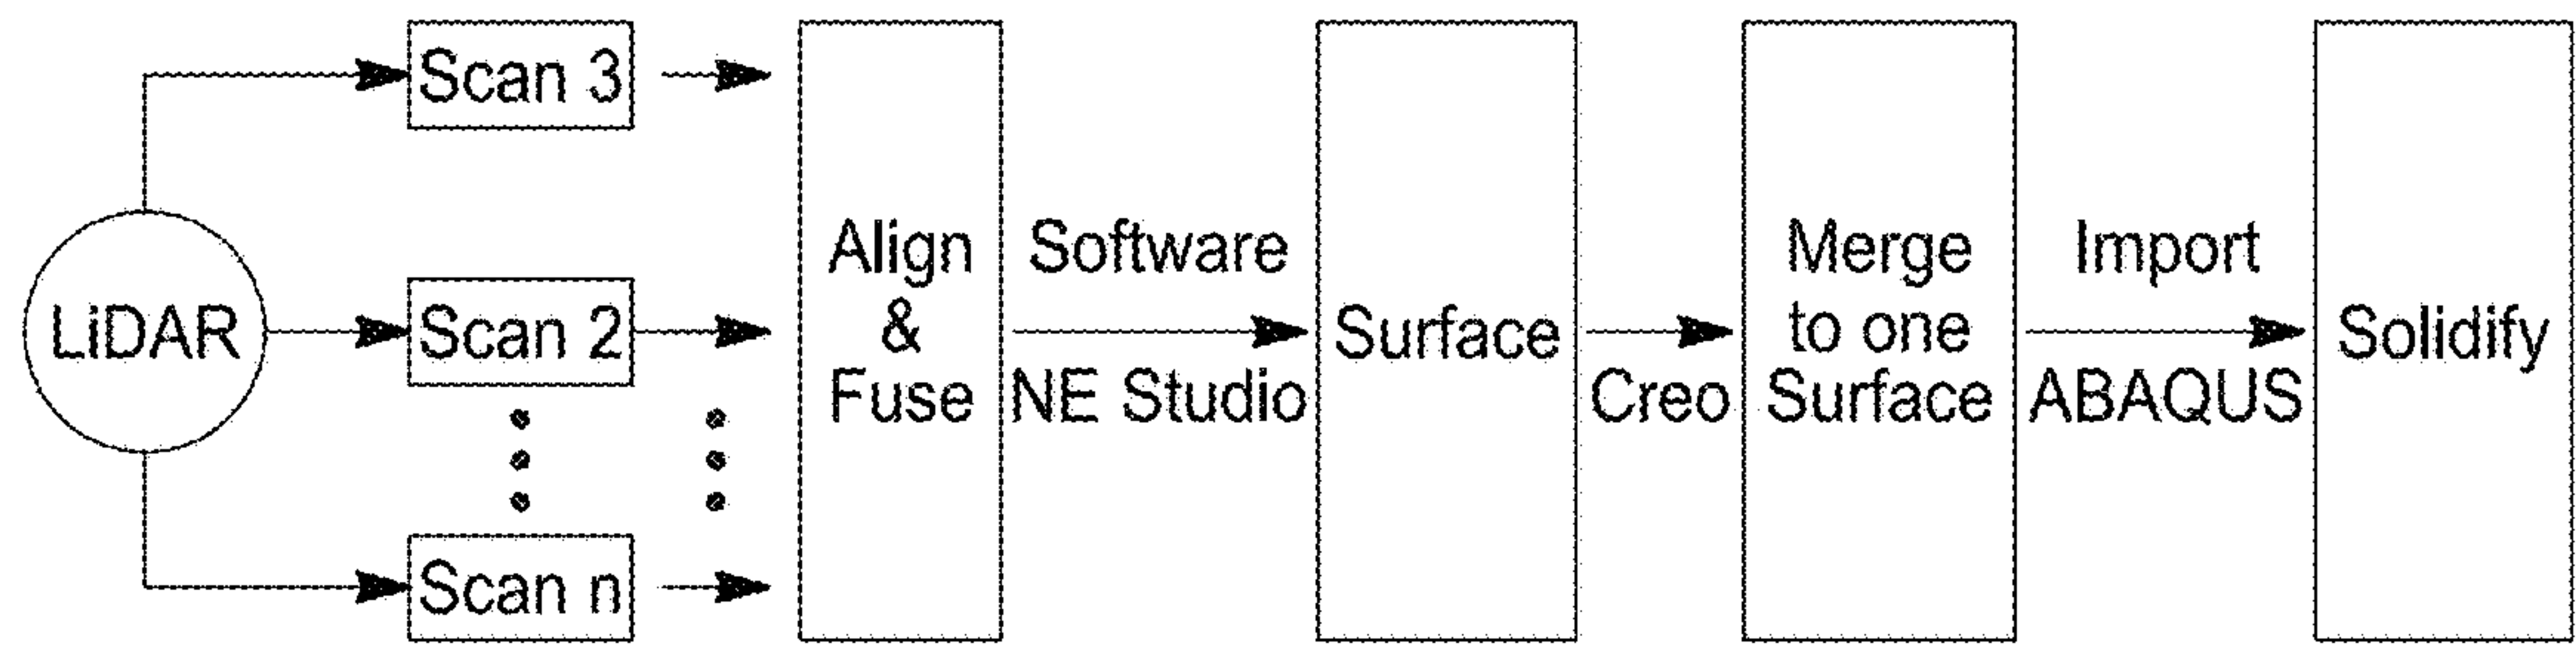 LiDAR
Scan 3
Scan 2
Scan n
Align
&
Fuse
Software
NE Studio
Surface
Creo
Merge
to one
Surface
Import
ABAQUS
Solidify